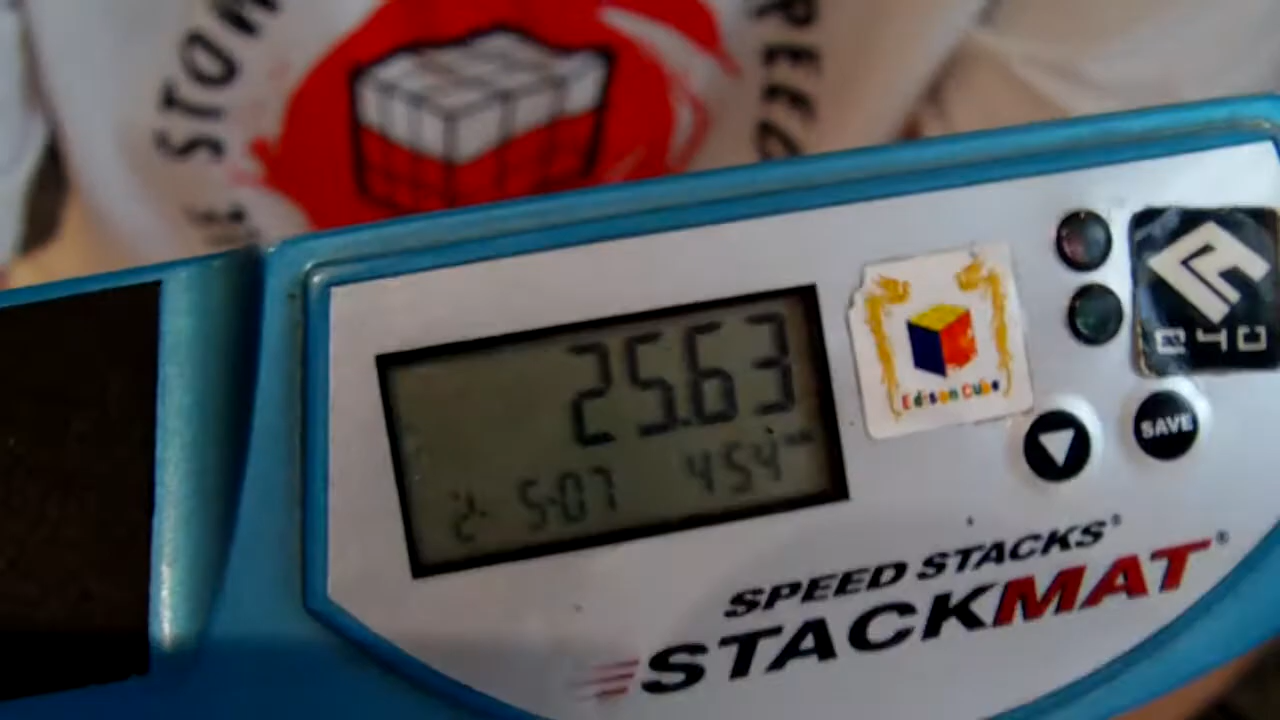 25.63
2. 5.07 4.54
Edison Cube
SAVE
SPEED STACKS®
STACKMAT®